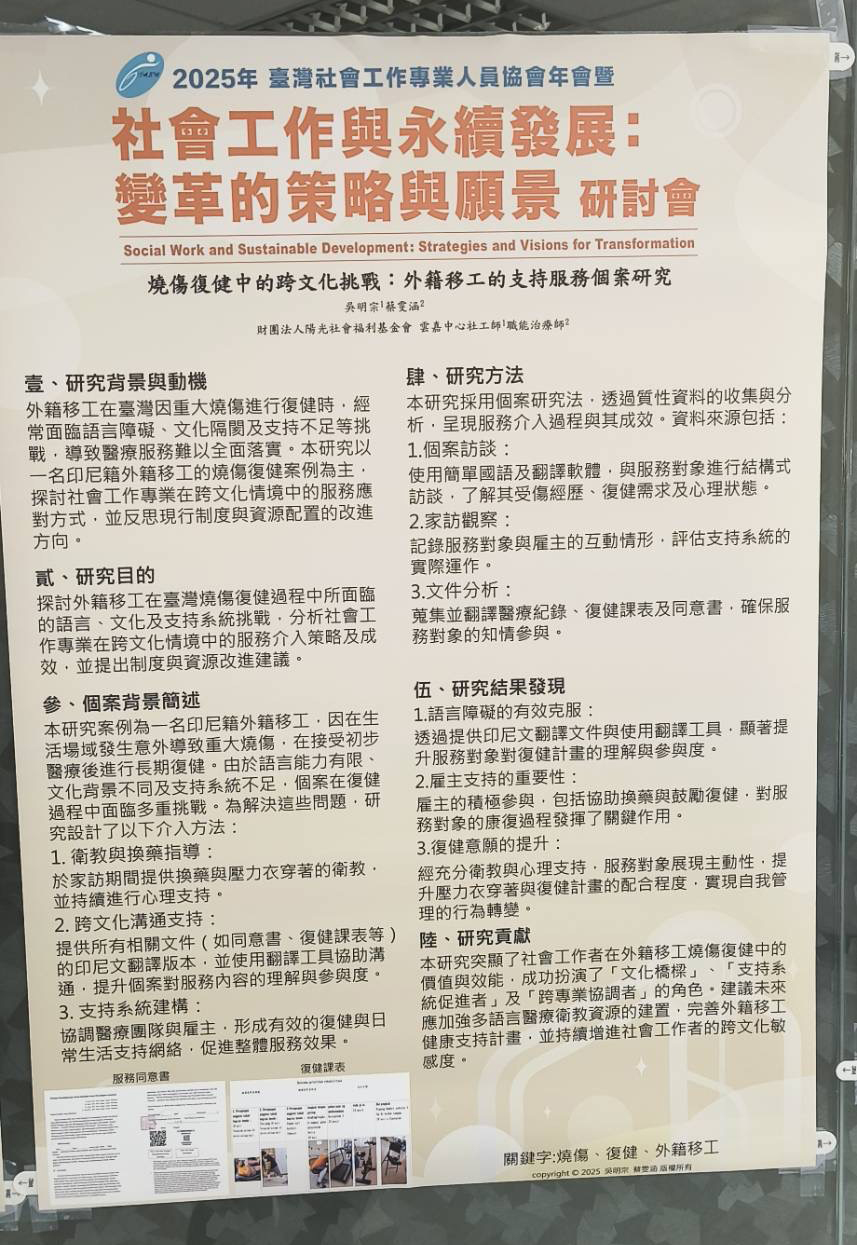 2025年 臺灣社會工作專業人員協會年會暨
社會工作與永續發展：
變革的策略與願景 研討會
Social Work and Sustainable Development: Strategies and Visions for Transformation
燒傷復健中的跨文化挑戰：外籍移工的支持服務個案研究
吳明宗¹蔡雯涵²
財團法人陽光社會福利基金會 雲嘉中心社工師¹職能治療師²
壹、研究背景與動機
外籍移工在臺灣因重大燒傷進行復健時，經
常面臨語言障礙、文化隔閡及支持不足等挑
戰，導致醫療服務難以全面落實。本研究以
一名印尼籍外籍移工的燒傷復健案例為主，
探討社會工作專業在跨文化情境中的服務應
對方式，並反思現行制度與資源配置的改進
方向。
貳、研究目的
探討外籍移工在臺灣燒傷復健過程中所面臨
的語言、文化及支持系統挑戰，分析社會工
作專業在跨文化情境中的服務介入策略及成
效，並提出制度與資源改進建議。
參、個案背景簡述
本研究案例為一名印尼籍外籍移工，因在生
活場域發生意外導致重大燒傷，在接受初步
醫療後進行長期復健。由於語言能力有限、
文化背景不同及支持系統不足，個案在復健
過程中面臨多重挑戰。為解決這些問題，研
究設計了以下介入方法：
1. 衛教與換藥指導：
於家訪期間提供換藥與壓力衣穿著的衛教，
並持續進行心理支持。
2. 跨文化溝通支持：
提供所有相關文件（如同意書、復健課表等）
的印尼文翻譯版本，並使用翻譯工具協助溝
通，提升個案對服務內容的理解與參與度。
3. 支持系統建構：
協調醫療團隊與雇主，形成有效的復健與日
常生活支持網絡，促進整體服務效果。
服務同意書
復健課表
肆、研究方法
本研究採用個案研究法，透過質性資料的收集與分
析，呈現服務介入過程與其成效。資料來源包括：
1.個案訪談：
使用簡單國語及翻譯軟體，與服務對象進行結構式
訪談，了解其受傷經歷、復健需求及心理狀態。
2.家訪觀察：
記錄服務對象與雇主的互動情形，評估支持系統的
實際運作。
3.文件分析：
蒐集並翻譯醫療紀錄、復健課表及同意書，確保服
務對象的知情參與。
伍、研究結果發現
1.語言障礙的有效克服：
透過提供印尼文翻譯文件與使用翻譯工具，顯著提
升服務對象對復健計畫的理解與參與度。
2.雇主支持的重要性：
雇主的積極參與，包括協助換藥與鼓勵復健，對服
務對象的康復過程發揮了關鍵作用。
3.復健意願的提升：
經充分衛教與心理支持，服務對象展現主動性，提
升壓力衣穿著與復健計畫的配合程度，實現自我管
理的行為轉變。
陸、研究貢獻
本研究突顯了社會工作者在外籍移工燒傷復健中的
價值與效能，成功扮演了「文化橋樑」、「支持系
統促進者」及「跨專業協調者」的角色。建議未來
應加強多語言醫療衛教資源的建置，完善外籍移工
健康支持計畫，並持續增進社會工作者的跨文化敏
感度。
關鍵字:燒傷、復健、外籍移工
copyright © 2025 吳明宗 蔡雯涵 版權所有